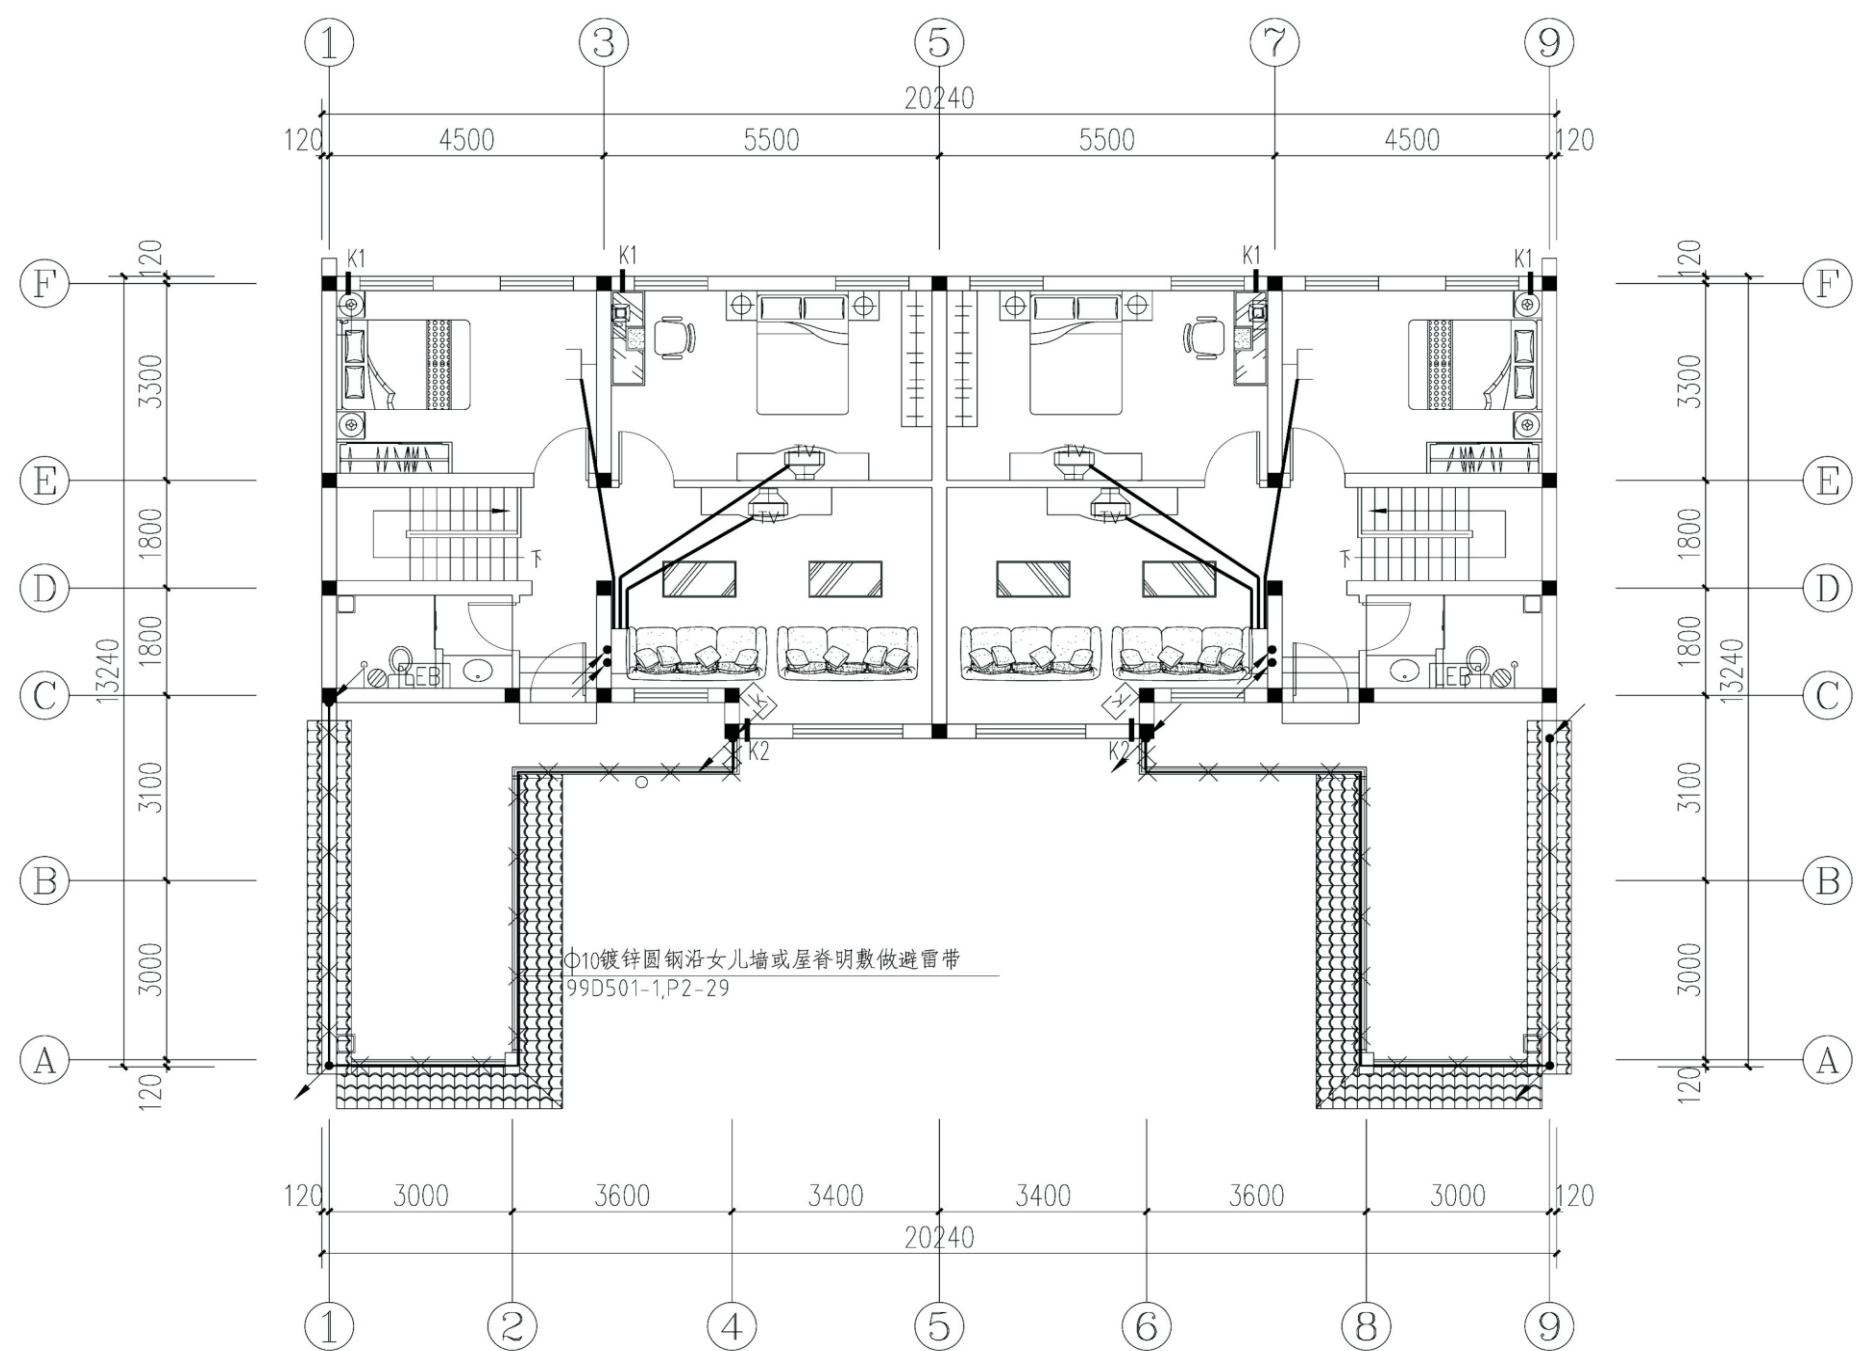 1 3 5 7 9
20240
120 4500 5500 5500 4500 120
K1 K1 K1 K1
F 120 120 F
3300 3300
TV TV
E E
TV TV
1800 1800
下 下
D D
13240 1800 1800 13240
LEB LEB
C C
K K
K2 K2
3100 3100
B B
ϕ10镀锌圆钢沿女儿墙或屋脊明敷做避雷带
3000 3000
99D501-1,P2-29
A A
120 120
120 3000 3600 3400 3400 3600 3000 120
20240
1 2 4 5 6 8 9